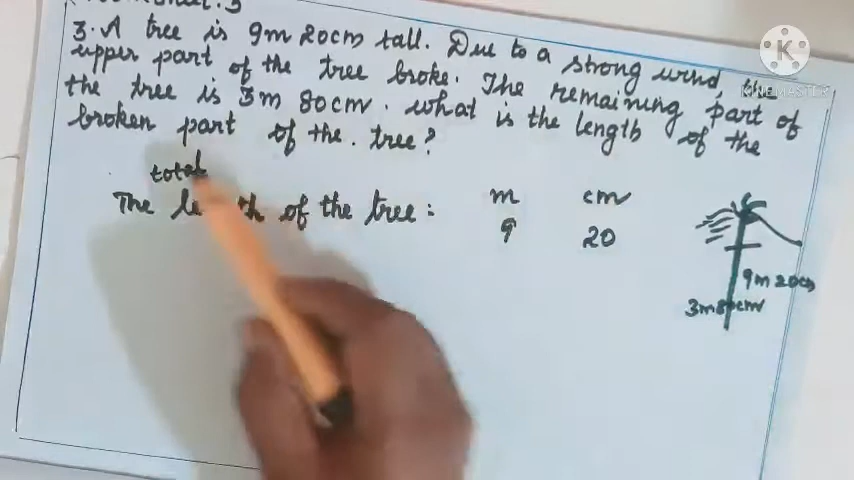 3. A tree is 9m 20cm tall. Due to a strong wind, the
upper part of the tree broke. The remaining part of
the tree is 3m 80cm. what is the length of the
broken part of the. tree?
total
The of the tree: m cm
9 20
9m 20cm
3m80cm
K
KINEMASTER